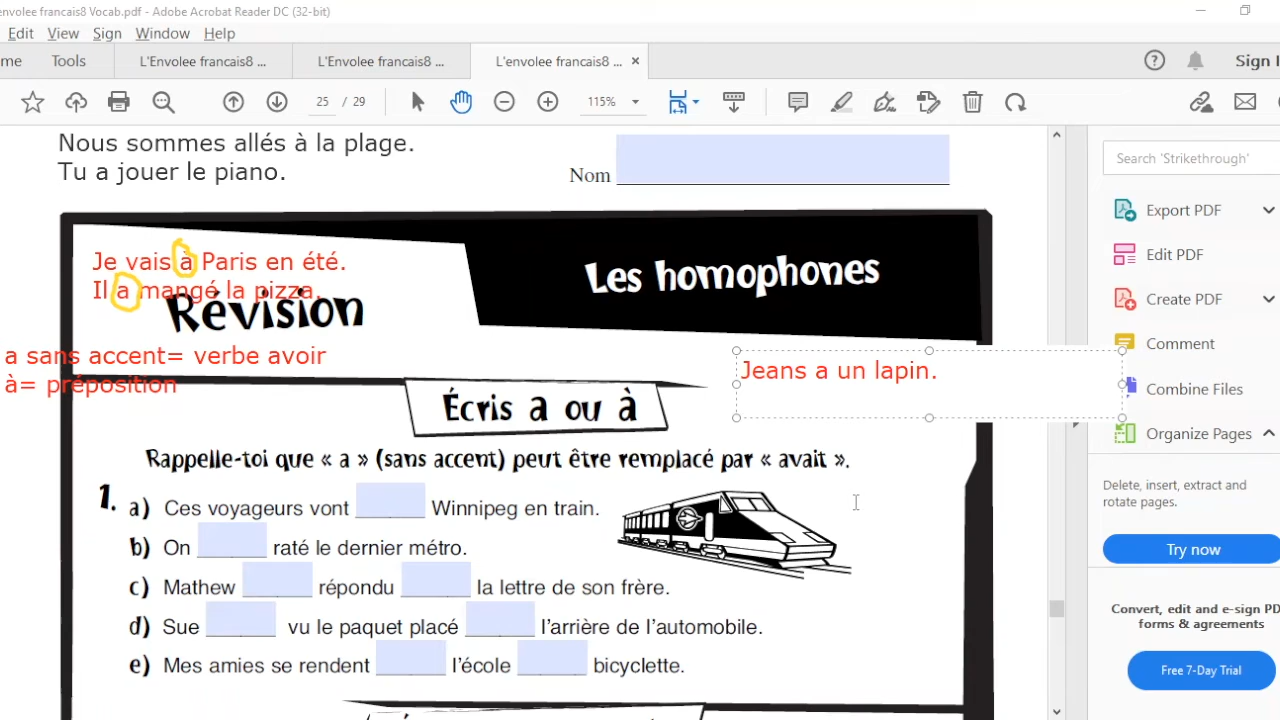 envolee francais8 Vocab.pdf - Adobe Acrobat Reader DC (32-bit)
Edit View Sign Window Help
me Tools L'Envolee francais8 ... L'Envolee francais8 ... L'envolee francais8 ... × Sign I
25 / 29 115%
Nous sommes allés à la plage.
Tu a jouer le piano.
Nom
Search 'Strikethrough'
Export PDF
Edit PDF
Create PDF
Comment
Combine Files
Organize Pages
Delete, insert, extract and
rotate pages.
Try now
Convert, edit and e-sign PD
forms & agreements
Free 7-Day Trial
Je vais à Paris en été.
Il a mangé la pizza.
Révision
Les homophones
a sans accent= verbe avoir
à= préposition
Jeans a un lapin.
Écris a ou à
Rappelle-toi que « a » (sans accent) peut être remplacé par « avait ».
1. a) Ces voyageurs vont Winnipeg en train.
b) On raté le dernier métro.
c) Mathew répondu la lettre de son frère.
d) Sue vu le paquet placé l'arrière de l'automobile.
e) Mes amies se rendent l'école bicyclette.